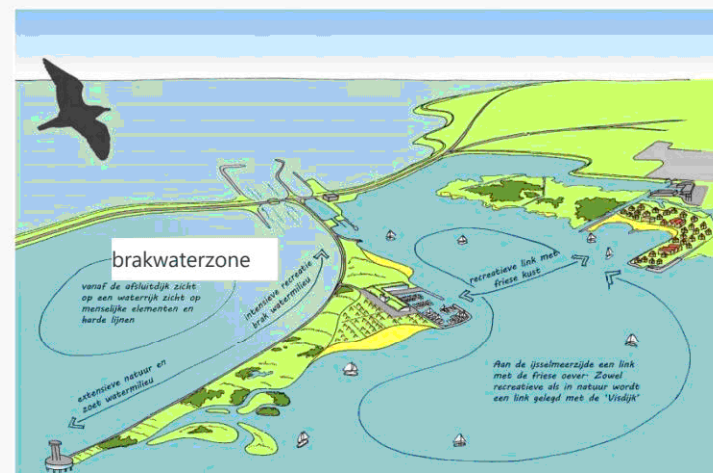 brakwaterzone
vanaf de afsluitdijk zicht
op een waterrijk zicht op
menselijke elementen en
harde lijnen
intensieve recreatie
brak watermilieu
extensieve natuur en
zoet watermilieu
recreatieve link met
friese kust
Aan de ijsselmeerzijde een link
met de friese oever. Zowel
recreatieve als in natuur wordt
een link gelegd met de 'Visdijk'